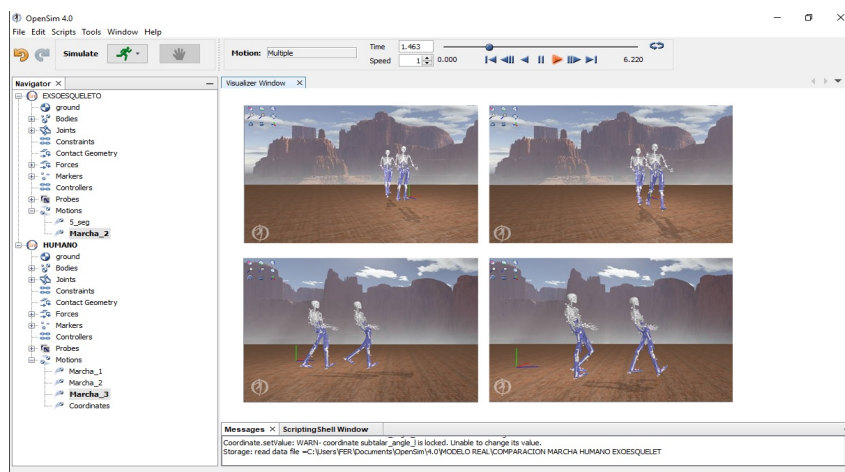 OpenSim 4.0
File Edit Scripts Tools Window Help
Simulate
Motion: Multiple
Time 1.463
Speed 1 0.000 6.220
Navigator
Visualizer Window
EXSOESQUELETO
ground
Bodies
Joints
Constraints
Contact Geometry
Forces
Markers
Controllers
Probes
Motions
5_seg
Marcha_2
HUMANO
ground
Bodies
Joints
Constraints
Contact Geometry
Forces
Markers
Controllers
Probes
Motions
Marcha_1
Marcha_2
Marcha_3
Coordinates
Messages × Scripting Shell Window
Coordinate.setValue: WARN- coordinate subtalar_angle_l is locked. Unable to change its value.
Storage: read data file =C:\Users\FER\Documents\OpenSim\4.0\MODELO REAL\COMPARACION MARCHA HUMANO EXOESQUELET